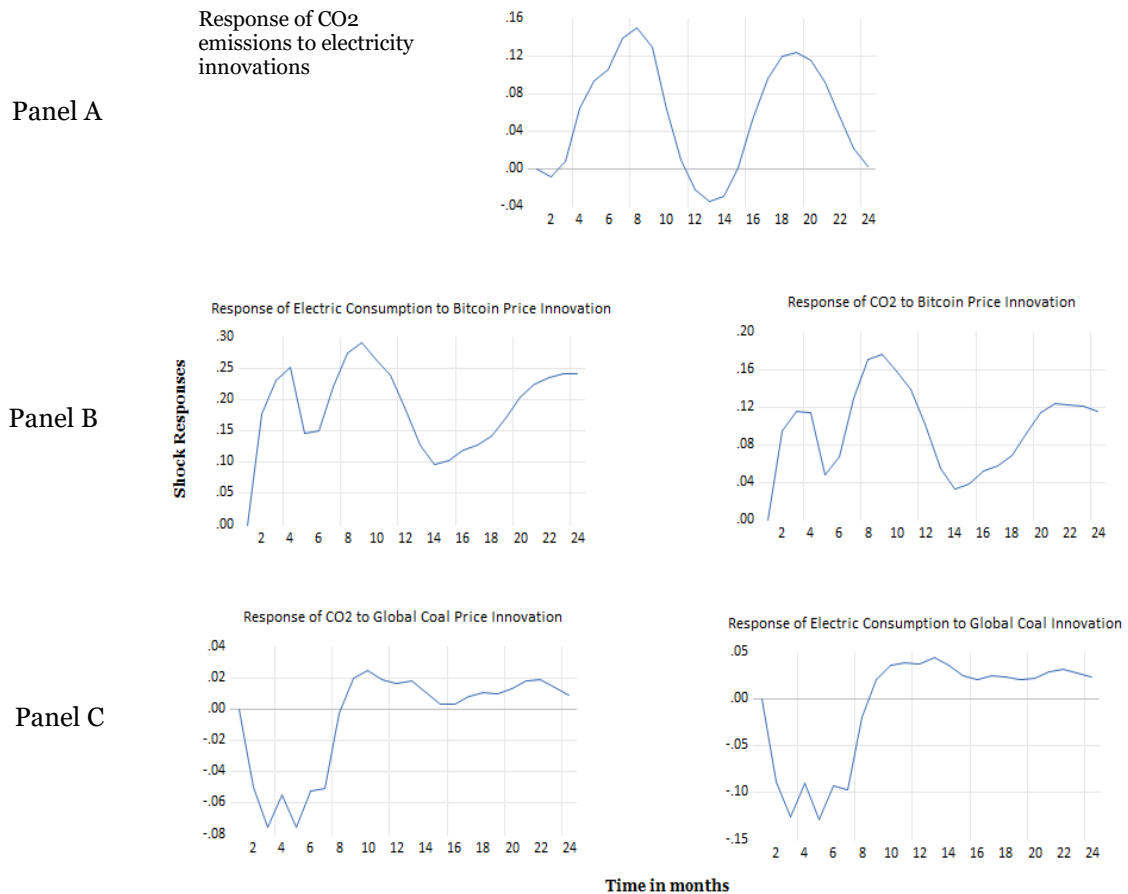 Response of CO2
emissions to electricity
innovations
Panel A
.16
.12
.08
.04
.00
-.04
2 4 6 8 10 12 14 16 18 20 22 24
Panel B
Response of Electric Consumption to Bitcoin Price Innovation
Shock Responses
.30
.25
.20
.15
.10
.05
.00
2 4 6 8 10 12 14 16 18 20 22 24
Response of CO2 to Bitcoin Price Innovation
.20
.16
.12
.08
.04
.00
2 4 6 8 10 12 14 16 18 20 22 24
Panel C
Response of CO2 to Global Coal Price Innovation
.04
.02
.00
-.02
-.04
-.06
-.08
2 4 6 8 10 12 14 16 18 20 22 24
Response of Electric Consumption to Global Coal Innovation
.05
.00
-.05
-.10
-.15
2 4 6 8 10 12 14 16 18 20 22 24
Time in months